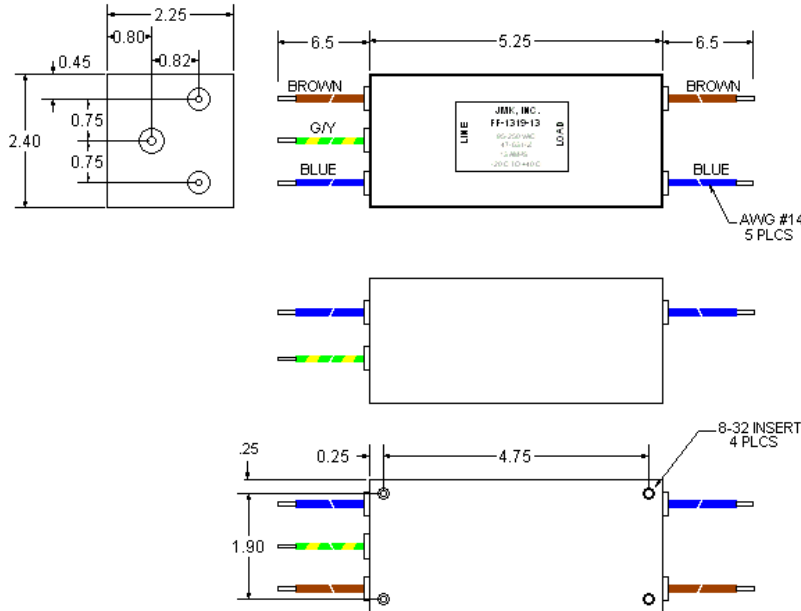 2.25
0.80
0.82
0.45
0.75
2.40
0.75
6.5
5.25
6.5
BROWN
BROWN
G/Y
BLUE
BLUE
LINE
JMK, INC.
FF-1319-13
LOAD
AWG #14
5 PLCS
8-32 INSERT
4 PLCS
.25
0.25
4.75
1.90